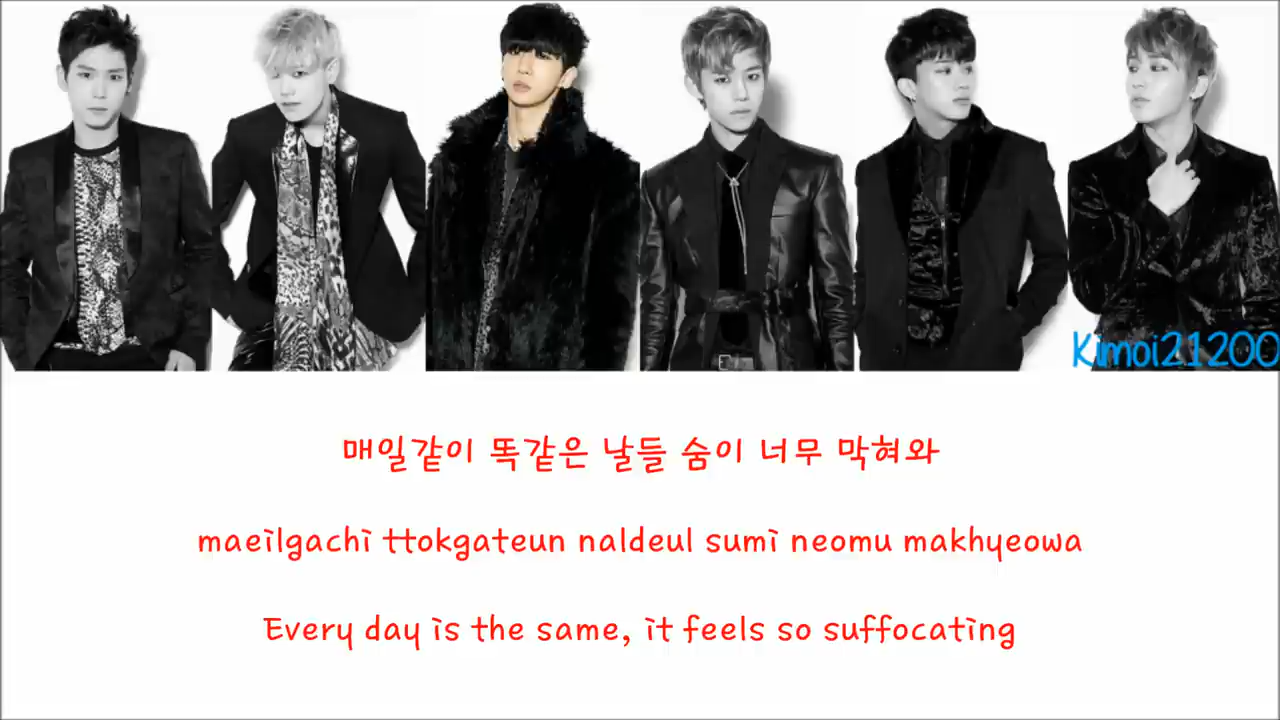 Kimoi21200
매일같이 똑같은 날들 숨이 너무 막혀와
maeilgachi ttokgateun naldeul sumi neomu makhyeowa
Every day is the same, it feels so suffocating